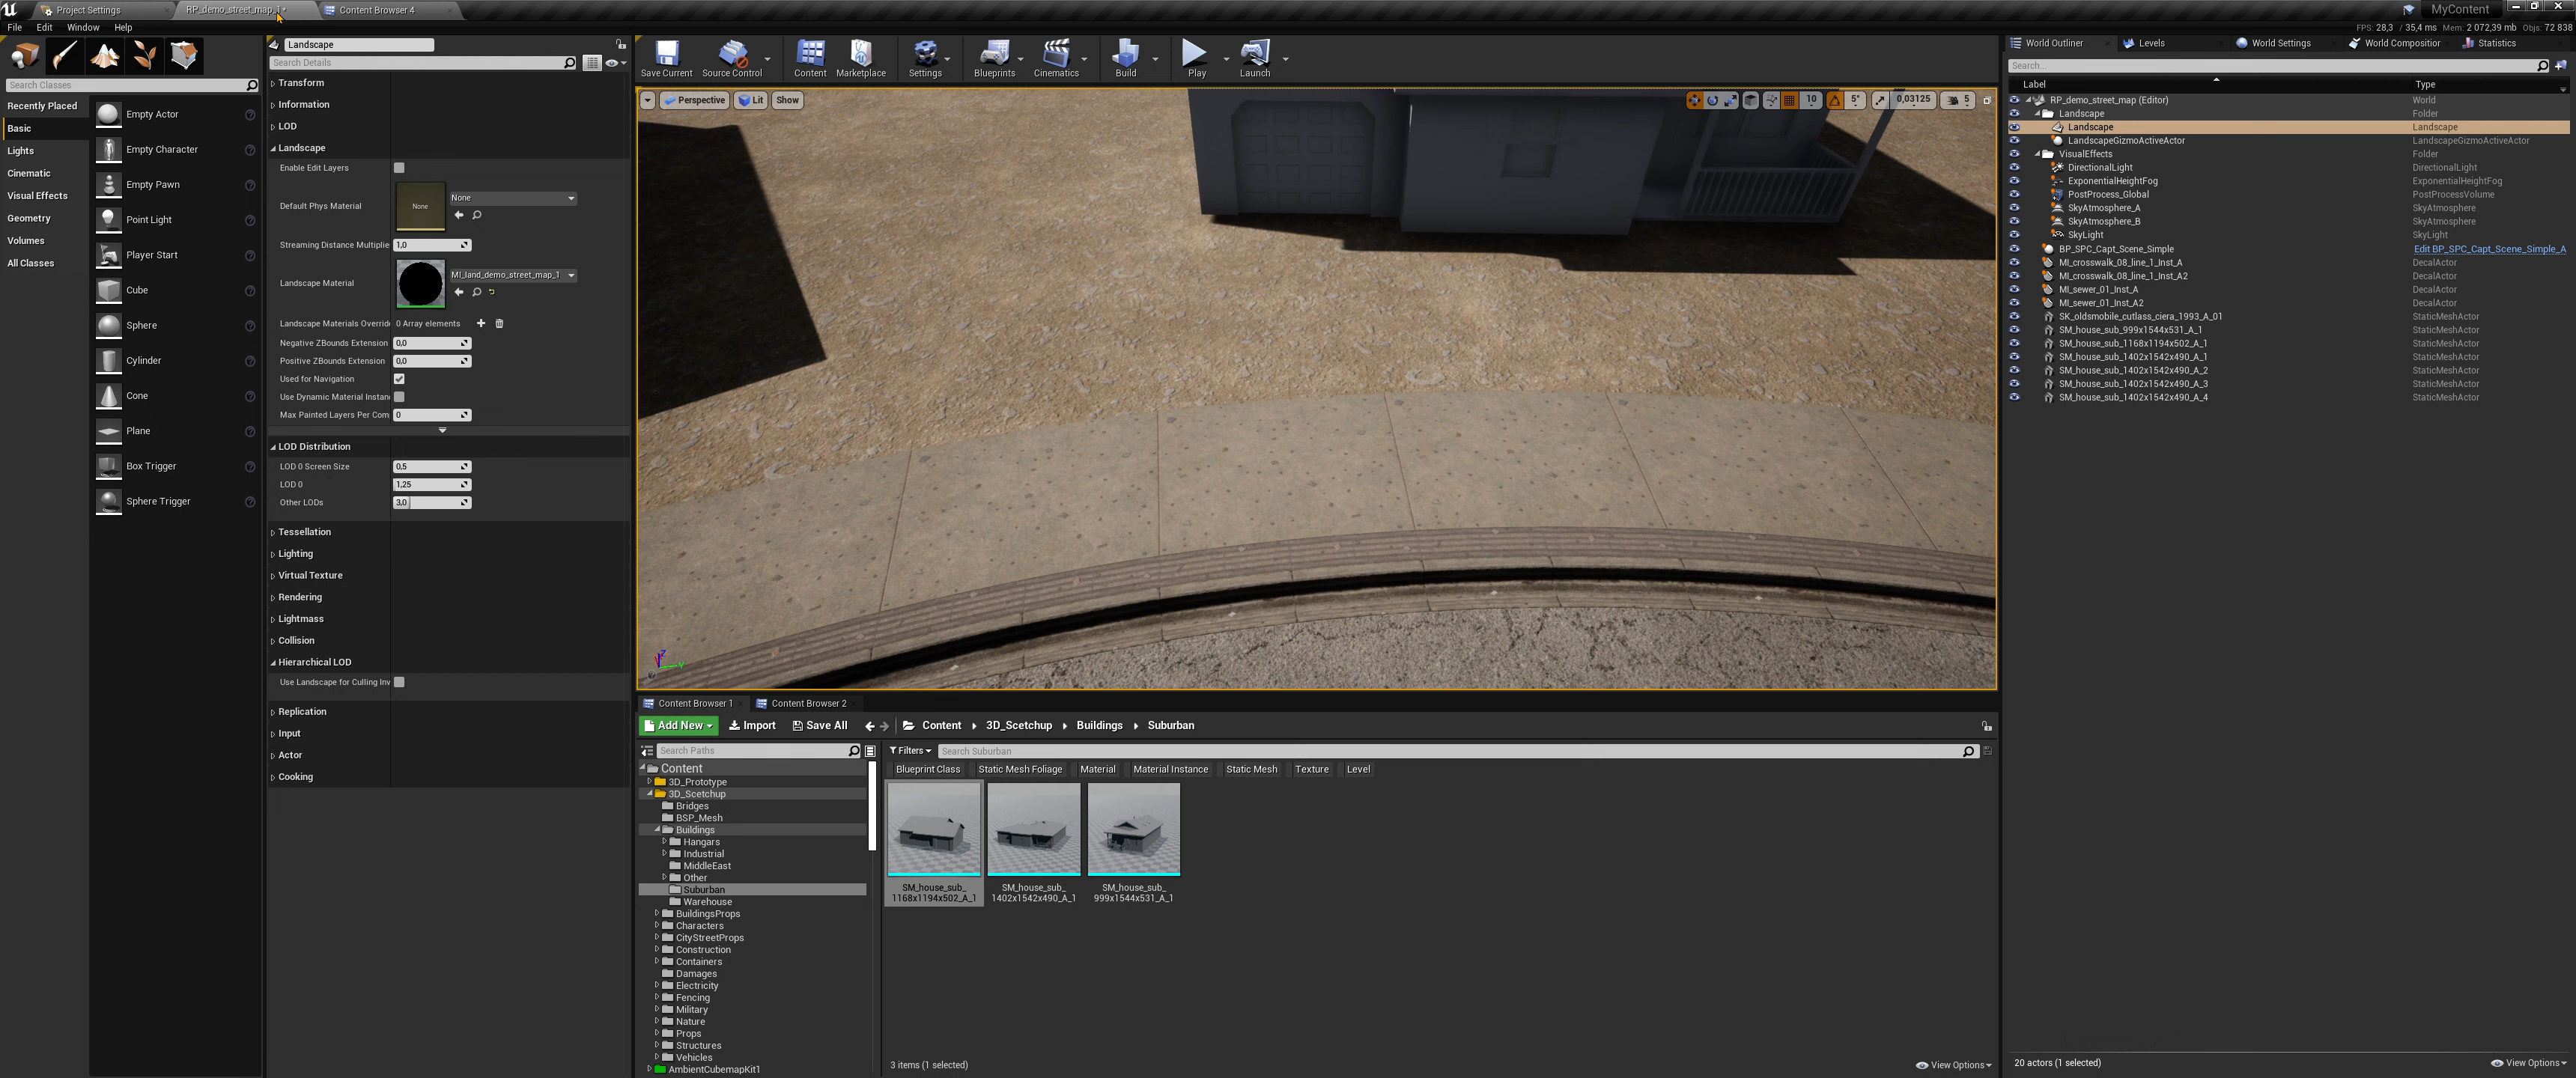 Project Settings
RP_demo_street_map_1*
Content Browser 4
MyContent
File Edit Window Help
FPS: 28,3 / 35,4 ms Mem: 2 072,39 mb Objs: 72 838
Search Classes
Recently Placed
Basic
Lights
Cinematic
Visual Effects
Geometry
Volumes
All Classes
Empty Actor
Empty Character
Empty Pawn
Point Light
Player Start
Cube
Sphere
Cylinder
Cone
Plane
Box Trigger
Sphere Trigger
Landscape
Search Details
Transform
Information
LOD
Landscape
Enable Edit Layers
Default Phys Material
None
None
Streaming Distance Multiplie 1,0
Landscape Material
MI_land_demo_street_map_1
Landscape Materials Overrid 0 Array elements
Negative ZBounds Extension 0,0
Positive ZBounds Extension 0,0
Used for Navigation
Use Dynamic Material Instan
Max Painted Layers Per Com 0
LOD Distribution
LOD 0 Screen Size 0,5
LOD 0 1,25
Other LODs 3,0
Tessellation
Lighting
Virtual Texture
Rendering
Lightmass
Collision
Hierarchical LOD
Use Landscape for Culling Inv
Replication
Input
Actor
Cooking
Save Current
Source Control
Content
Marketplace
Settings
Blueprints
Cinematics
Build
Play
Launch
Perspective
Lit
Show
10
5°
0,03125
5
Z
Y
Content Browser 1
Content Browser 2
Add New
Import
Save All
Content
3D_Scetchup
Buildings
Suburban
Search Paths
Filters
Search Suburban
Blueprint Class
Static Mesh Foliage
Material
Material Instance
Static Mesh
Texture
Level
Content
3D_Prototype
3D_Scetchup
Bridges
BSP_Mesh
Buildings
Hangars
Industrial
MiddleEast
Other
Suburban
Warehouse
BuildingsProps
Characters
CityStreetProps
Construction
Containers
Damages
Electricity
Fencing
Military
Nature
Props
Structures
Vehicles
AmbientCubemapKit1
SM_house_sub_
1168x1194x502_A_1
SM_house_sub_
1402x1542x490_A_1
SM_house_sub_
999x1544x531_A_1
3 items (1 selected)
View Options
World Outliner
Levels
World Settings
World Compositior
Statistics
Search...
Label Type
RP_demo_street_map (Editor) World
Landscape Folder
Landscape Landscape
LandscapeGizmoActiveActor LandscapeGizmoActiveActor
VisualEffects Folder
DirectionalLight DirectionalLight
ExponentialHeightFog ExponentialHeightFog
PostProcess_Global PostProcessVolume
SkyAtmosphere_A SkyAtmosphere
SkyAtmosphere_B SkyAtmosphere
SkyLight SkyLight
BP_SPC_Capt_Scene_Simple Edit BP_SPC_Capt_Scene_Simple_A
MI_crosswalk_08_line_1_Inst_A DecalActor
MI_crosswalk_08_line_1_Inst_A2 DecalActor
MI_sewer_01_Inst_A DecalActor
MI_sewer_01_Inst_A2 DecalActor
SK_oldsmobile_cutlass_ciera_1993_A_01 StaticMeshActor
SM_house_sub_999x1544x531_A_1 StaticMeshActor
SM_house_sub_1168x1194x502_A_1 StaticMeshActor
SM_house_sub_1402x1542x490_A_1 StaticMeshActor
SM_house_sub_1402x1542x490_A_2 StaticMeshActor
SM_house_sub_1402x1542x490_A_3 StaticMeshActor
SM_house_sub_1402x1542x490_A_4 StaticMeshActor
20 actors (1 selected)
View Options